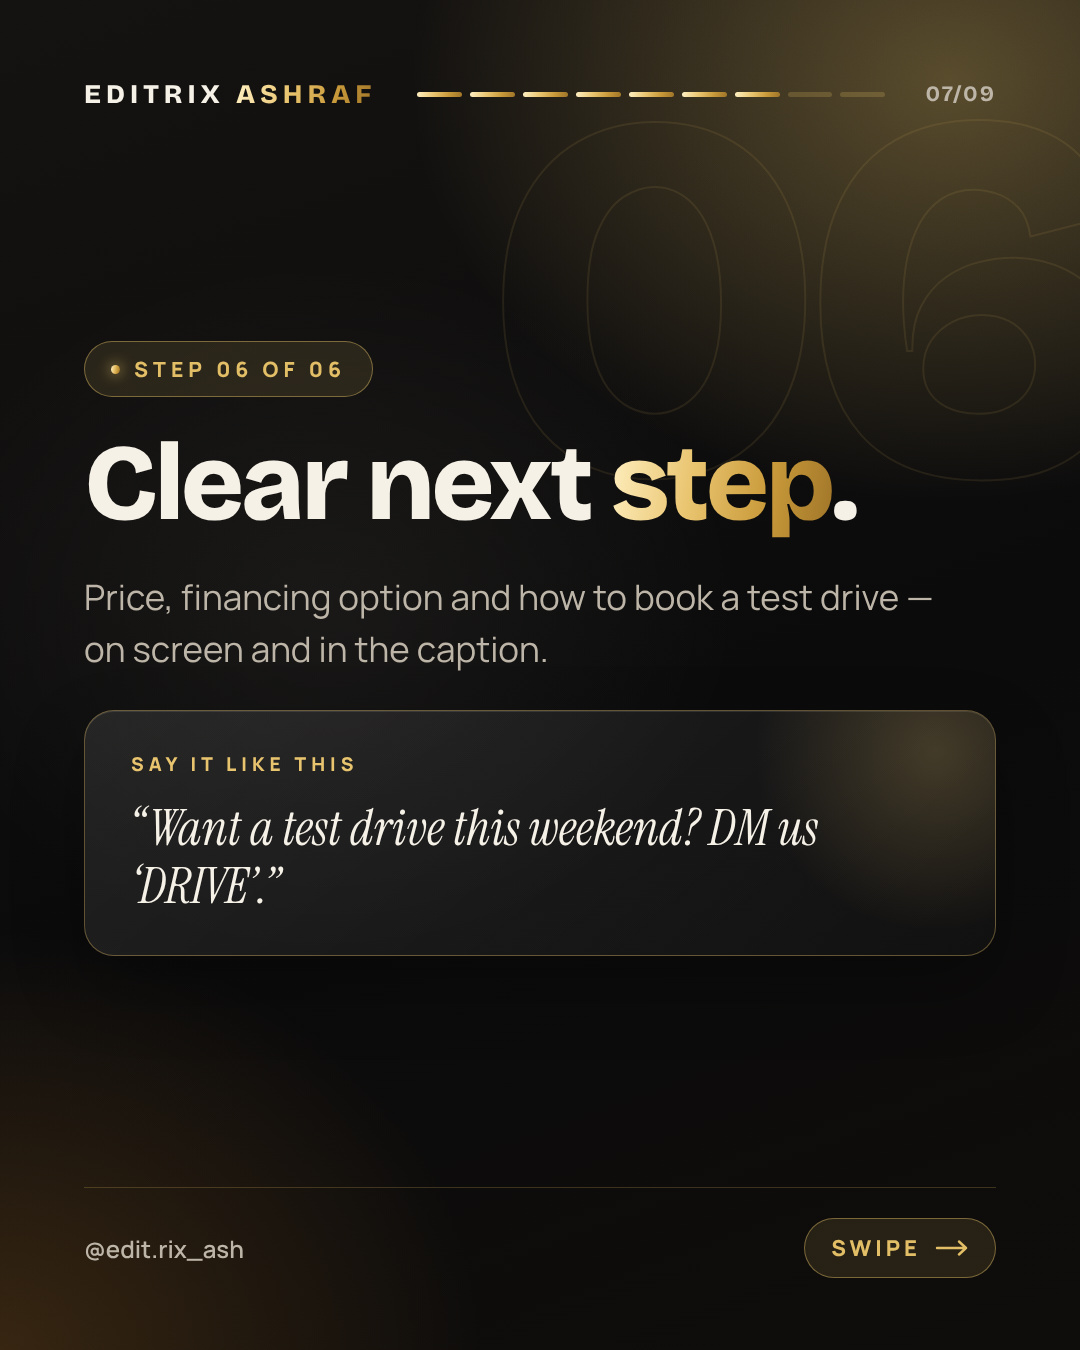 EDITRIX ASHRAF
07/09
06
STEP 06 OF 06
Clear next step.
Price, financing option and how to book a test drive —
on screen and in the caption.
SAY IT LIKE THIS
“Want a test drive this weekend? DM us
‘DRIVE’.”
@edit.rix_ash
SWIPE →